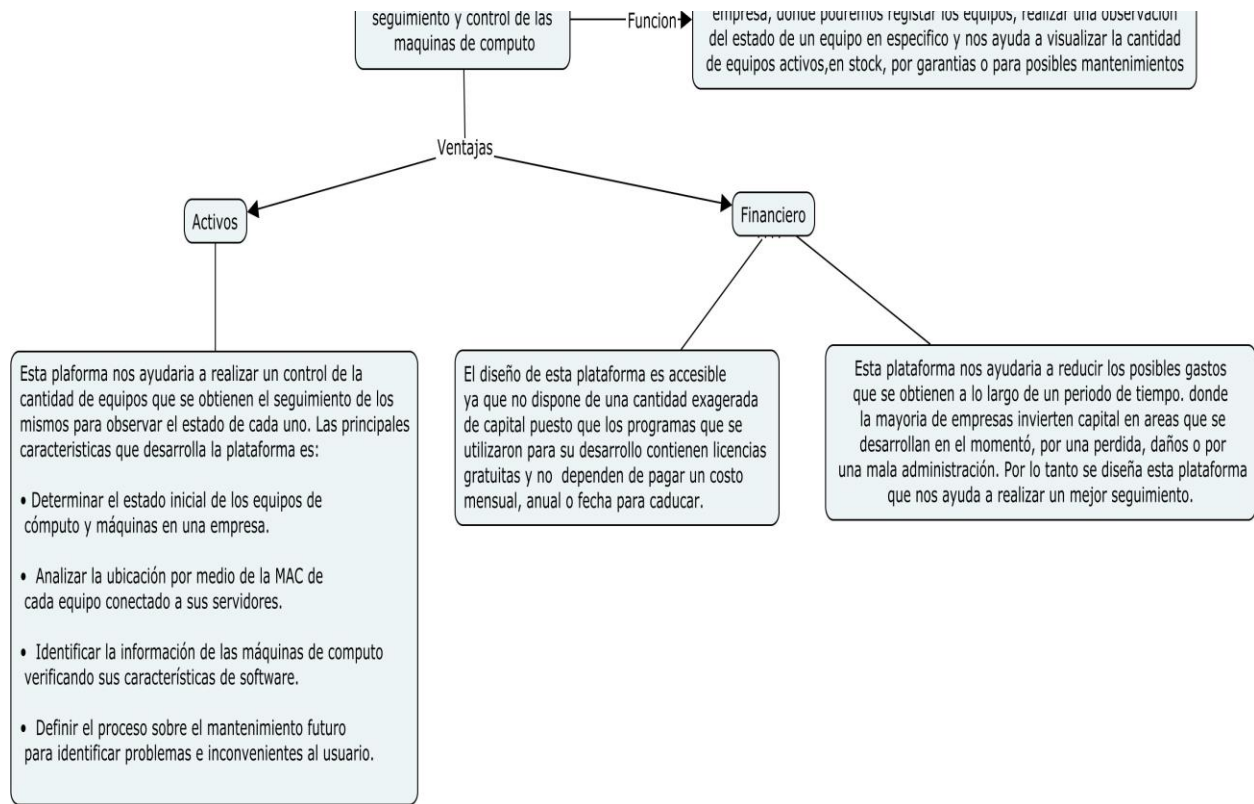 seguimiento y control de las
maquinas de computo
Funcion
empresa, donde podremos registar los equipos, realizar una observacion
del estado de un equipo en especifico y nos ayuda a visualizar la cantidad
de equipos activos,en stock, por garantias o para posibles mantenimientos
Ventajas
Activos
Financiero
Esta plaforma nos ayudaria a realizar un control de la
cantidad de equipos que se obtienen el seguimiento de los
mismos para observar el estado de cada uno. Las principales
caracteristicas que desarrolla la plataforma es:
• Determinar el estado inicial de los equipos de
cómputo y máquinas en una empresa.
• Analizar la ubicación por medio de la MAC de
cada equipo conectado a sus servidores.
• Identificar la información de las máquinas de computo
verificando sus características de software.
• Definir el proceso sobre el mantenimiento futuro
para identificar problemas e inconvenientes al usuario.
El diseño de esta plataforma es accesible
ya que no dispone de una cantidad exagerada
de capital puesto que los programas que se
utilizaron para su desarrollo contienen licencias
gratuitas y no dependen de pagar un costo
mensual, anual o fecha para caducar.
Esta plataforma nos ayudaria a reducir los posibles gastos
que se obtienen a lo largo de un periodo de tiempo. donde
la mayoria de empresas invierten capital en areas que se
desarrollan en el momentó, por una perdida, daños o por
una mala administración. Por lo tanto se diseña esta plataforma
que nos ayuda a realizar un mejor seguimiento.